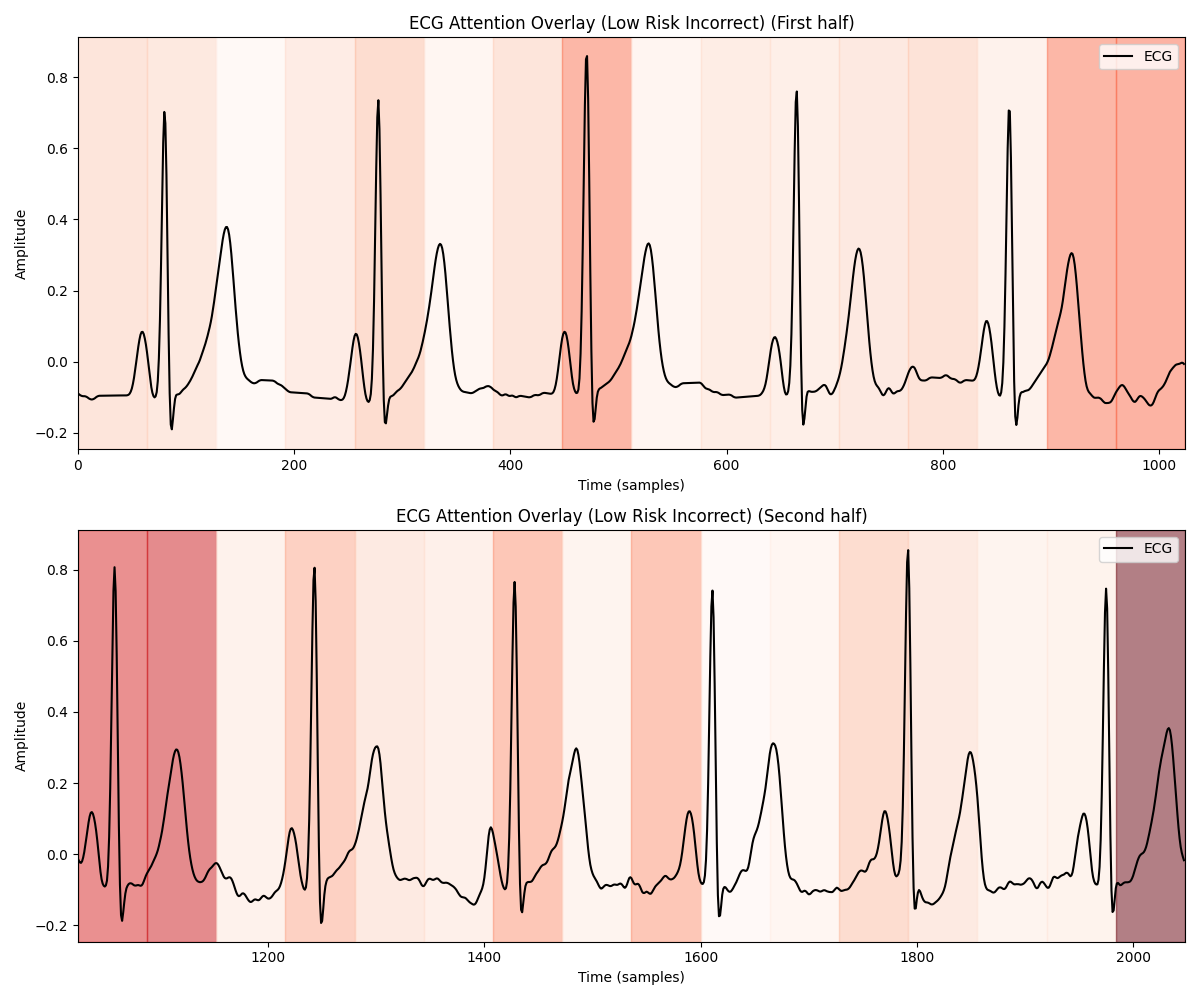 ECG Attention Overlay (Low Risk Incorrect) (First half)
ECG
Amplitude
0.8
0.6
0.4
0.2
0.0
−0.2
0 200 400 600 800 1000
Time (samples)
ECG Attention Overlay (Low Risk Incorrect) (Second half)
ECG
Amplitude
0.8
0.6
0.4
0.2
0.0
−0.2
1200 1400 1600 1800 2000
Time (samples)